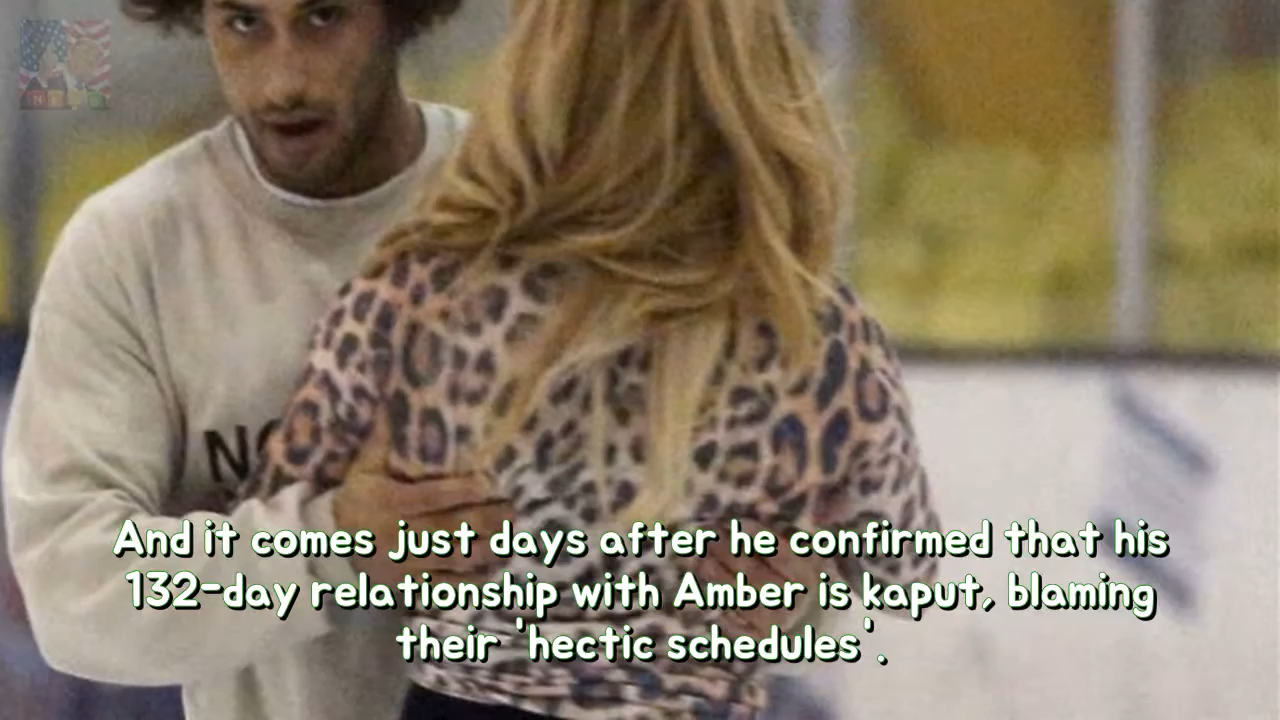 And it comes just days after he confirmed that his
132-day relationship with Amber is kaput, blaming
their 'hectic schedules'.